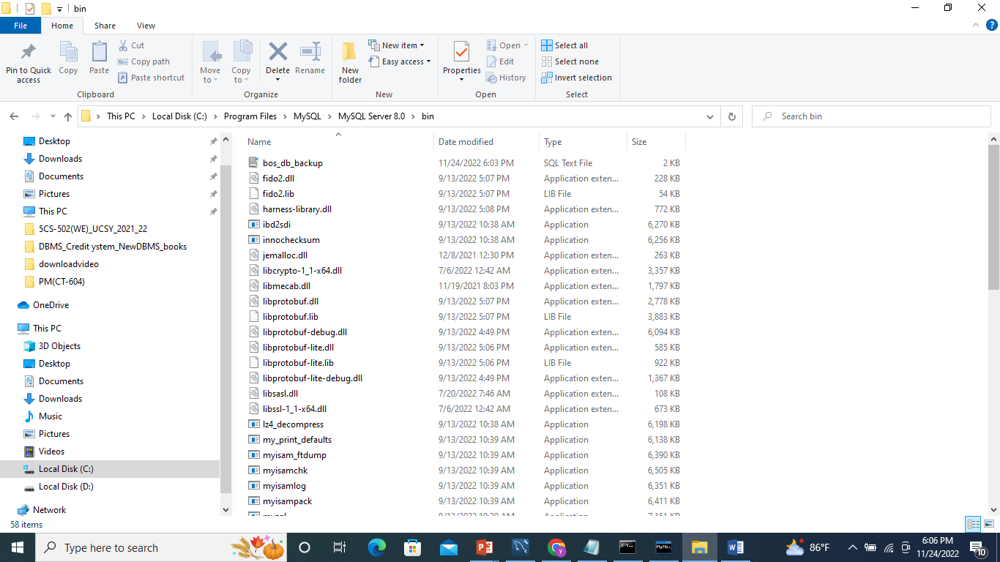 bin
File Home Share View
Pin to Quick access
Copy
Paste
Cut
Copy path
Paste shortcut
Clipboard
Move to
Copy to
Delete
Rename
Organize
New folder
New item
Easy access
New
Properties
Open
Edit
History
Open
Select all
Select none
Invert selection
Select
This PC > Local Disk (C:) > Program Files > MySQL > MySQL Server 8.0 > bin
Search bin
Desktop
Downloads
Documents
Pictures
This PC
5CS-502(WE)_UCSY_2021_22
DBMS_Credit ystem_NewDBMS_books
downloadvideo
PM(CT-604)
OneDrive
This PC
3D Objects
Desktop
Documents
Downloads
Music
Pictures
Videos
Local Disk (C:)
Local Disk (D:)
Network
Name Date modified Type Size
bos_db_backup 11/24/2022 6:03 PM SQL Text File 2 KB
fido2.dll 9/13/2022 5:07 PM Application exten... 228 KB
fido2.lib 9/13/2022 5:07 PM LIB File 54 KB
harness-library.dll 9/13/2022 5:08 PM Application exten... 772 KB
ibd2sdi 9/13/2022 10:38 AM Application 6,270 KB
innochecksum 9/13/2022 10:38 AM Application 6,256 KB
jemalloc.dll 12/8/2021 12:30 PM Application exten... 263 KB
libcrypto-1_1-x64.dll 7/6/2022 12:42 AM Application exten... 3,357 KB
libmecab.dll 11/19/2021 8:03 PM Application exten... 1,797 KB
libprotobuf.dll 9/13/2022 5:07 PM Application exten... 2,778 KB
libprotobuf.lib 9/13/2022 5:07 PM LIB File 3,883 KB
libprotobuf-debug.dll 9/13/2022 4:49 PM Application exten... 6,094 KB
libprotobuf-lite.dll 9/13/2022 5:06 PM Application exten... 585 KB
libprotobuf-lite.lib 9/13/2022 5:06 PM LIB File 922 KB
libprotobuf-lite-debug.dll 9/13/2022 4:49 PM Application exten... 1,367 KB
libsasl.dll 7/20/2022 7:46 AM Application exten... 108 KB
libssl-1_1-x64.dll 7/6/2022 12:42 AM Application exten... 673 KB
lz4_decompress 9/13/2022 10:38 AM Application 6,198 KB
my_print_defaults 9/13/2022 10:39 AM Application 6,138 KB
myisam_ftdump 9/13/2022 10:39 AM Application 6,390 KB
myisamchk 9/13/2022 10:39 AM Application 6,505 KB
myisamlog 9/13/2022 10:39 AM Application 6,351 KB
myisampack 9/13/2022 10:39 AM Application 6,411 KB
58 items
Type here to search
86°F
6:06 PM
11/24/2022
10